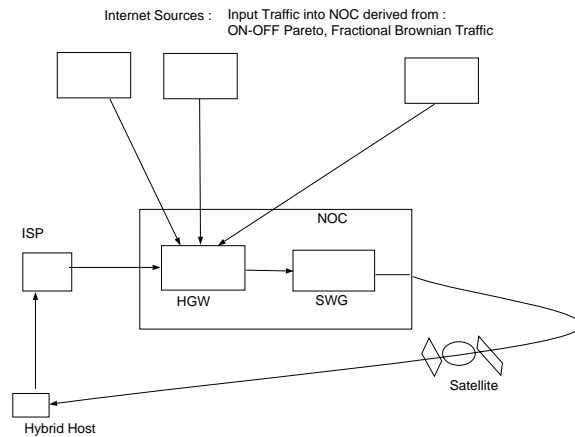 Internet Sources : Input Traffic into NOC derived from :
ON-OFF Pareto, Fractional Brownian Traffic
NOC
ISP
HGW
SWG
Satellite
Hybrid Host